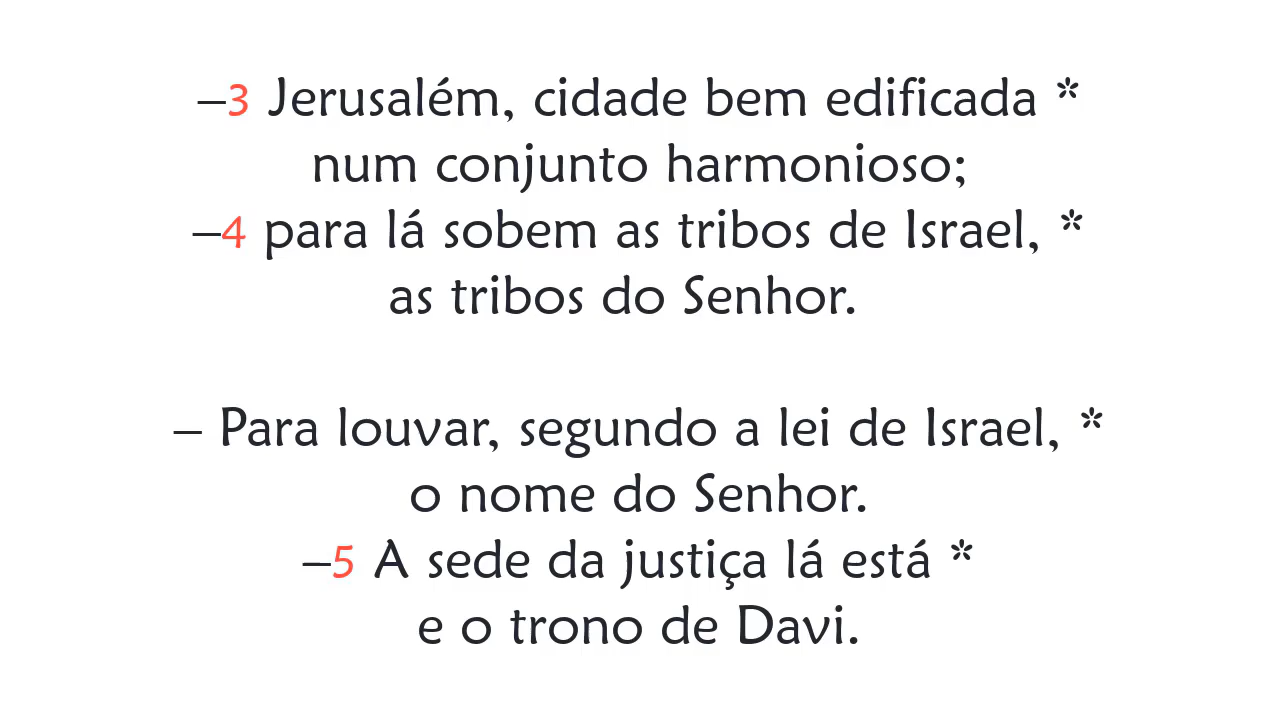 –3 Jerusalém, cidade bem edificada *
num conjunto harmonioso;
–4 para lá sobem as tribos de Israel, *
as tribos do Senhor.
– Para louvar, segundo a lei de Israel, *
o nome do Senhor.
–5 A sede da justiça lá está *
e o trono de Davi.